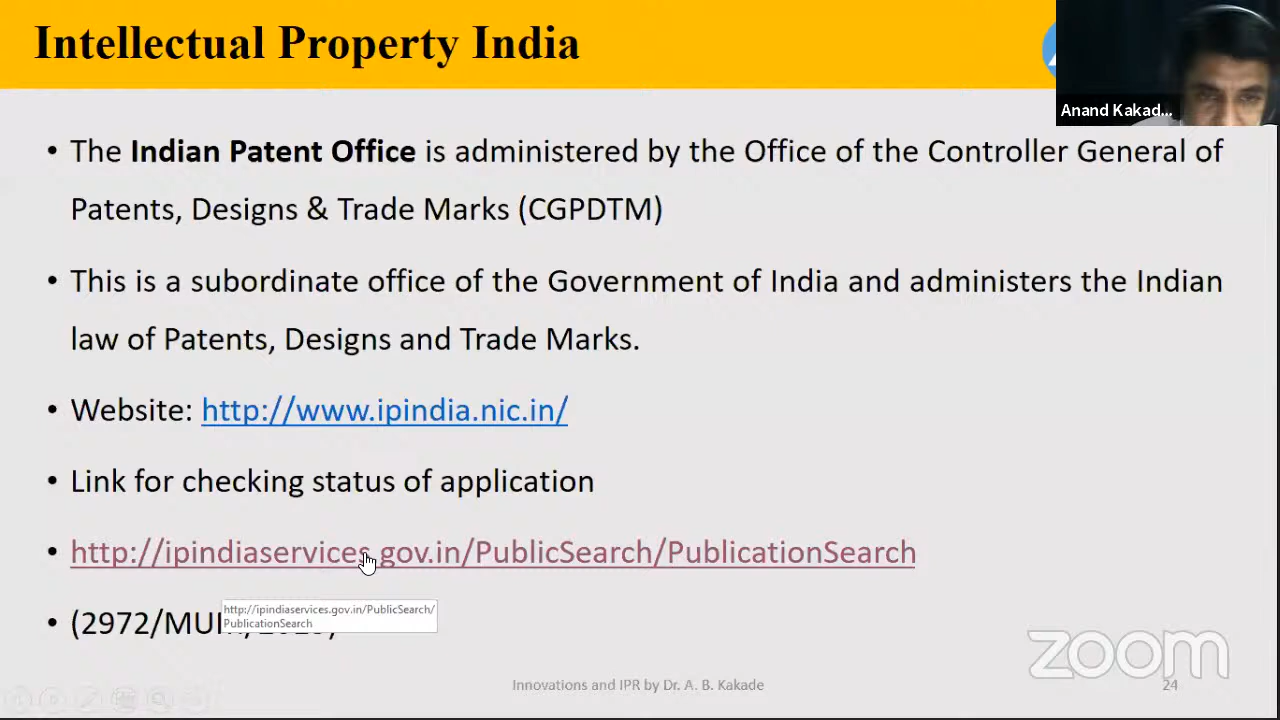 Intellectual Property India
Anand Kakad...
• The Indian Patent Office is administered by the Office of the Controller General of
Patents, Designs & Trade Marks (CGPDTM)
• This is a subordinate office of the Government of India and administers the Indian
law of Patents, Designs and Trade Marks.
• Website: http://www.ipindia.nic.in/
• Link for checking status of application
• http://ipindiaservices.gov.in/PublicSearch/PublicationSearch
http://ipindiaservices.gov.in/PublicSearch/
PublicationSearch
• (2972/
zoom
Innovations and IPR by Dr. A. B. Kakade
24